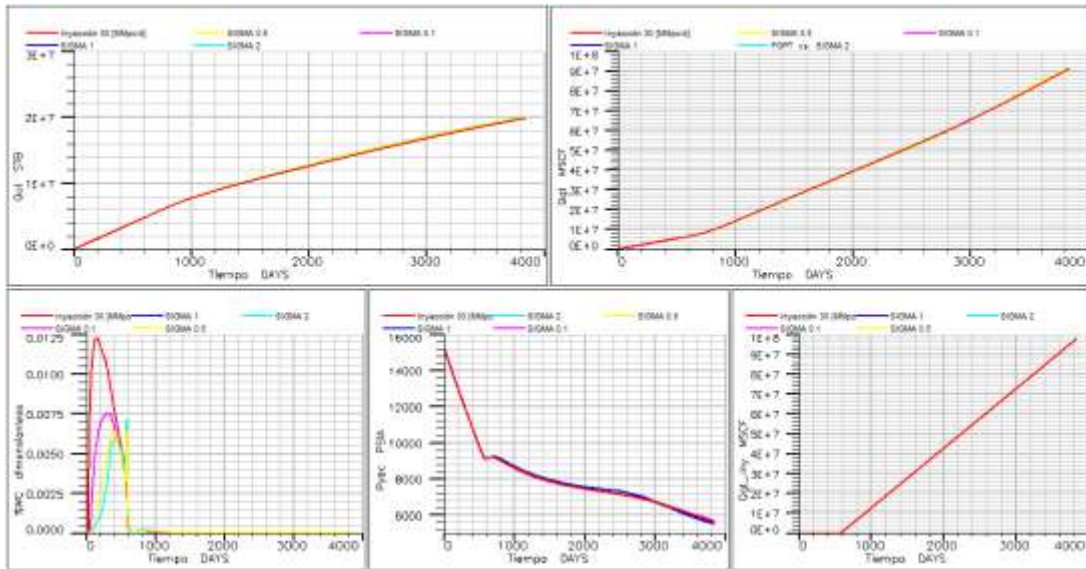 Inyección 30 [MMpcd] SIGMA 0.5 SIGMA 0.1
SIGMA 1 SIGMA 2
3E+7
2E+7
1E+7
0E+0
STB
0 1000 2000 3000 4000
Tiempo DAYS
Inyección 30 [MMpcd] SIGMA 0.5 SIGMA 0.1
SIGMA 1 FGPT vs. SIGMA 2
1E+8
9E+7
8E+7
7E+7
6E+7
5E+7
4E+7
3E+7
2E+7
1E+7
0E+0
MSCF
0 1000 2000 3000 4000
Tiempo DAYS
Inyección 30 [MMpc SIGMA 1 SIGMA 2
SIGMA 0.1 SIGMA 0.5
0.0125
0.0100
0.0075
0.0050
0.0025
0.0000
0 1000 2000 3000 4000
Tiempo DAYS
Inyección 30 [MMpc SIGMA 2 SIGMA 0.5
SIGMA 1 SIGMA 0.1
16000
14000
12000
10000
8000
6000
Pyac PSIA
0 1000 2000 3000 4000
Tiempo DAYS
Inyección 30 [MMpc SIGMA 1 SIGMA 2
SIGMA 0.1 SIGMA 0.5
1E+8
9E+7
8E+7
7E+7
6E+7
5E+7
4E+7
3E+7
2E+7
1E+7
0E+0
MSCF
0 1000 2000 3000 4000
Tiempo DAYS